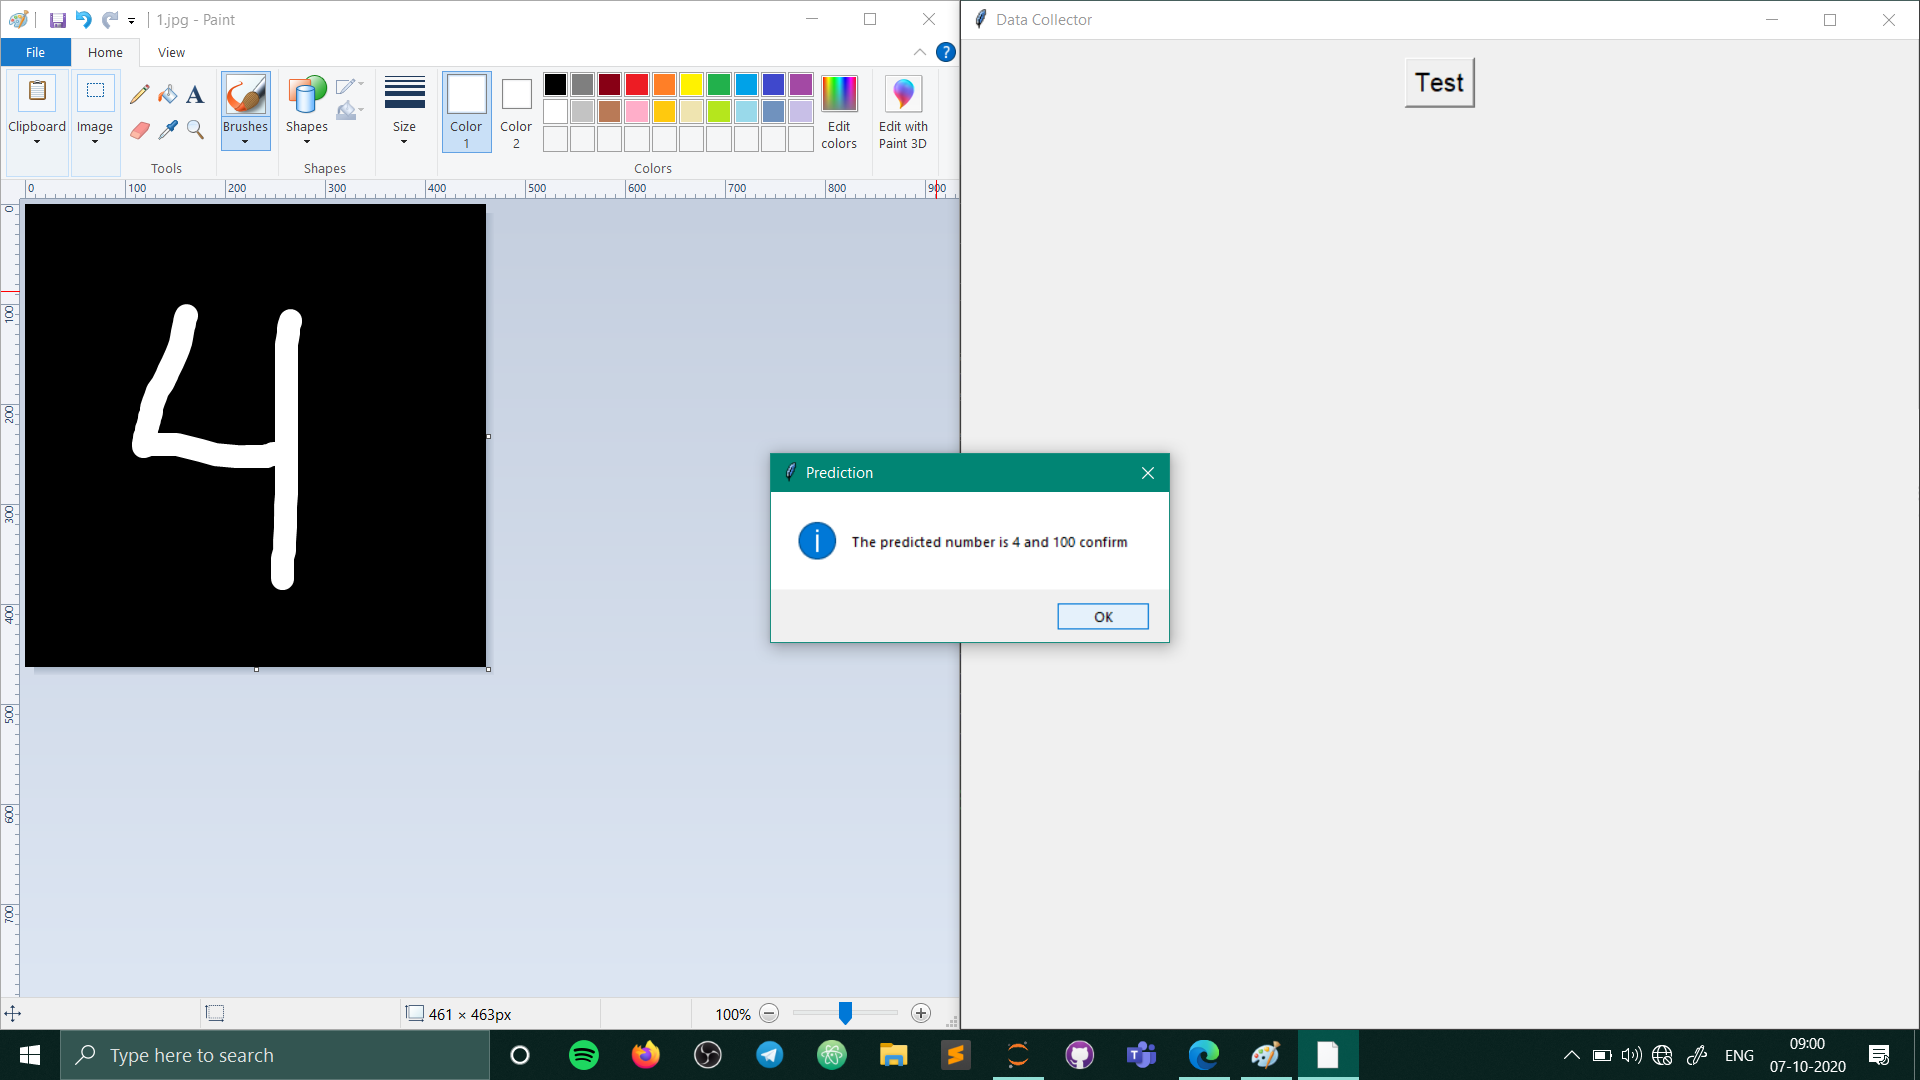 1.jpg - Paint
File
Home
View
Clipboard
Image
A
Tools
Brushes
Shapes
Shapes
Size
Color
1
Color
2
Edit
colors
Edit with
Paint 3D
Colors
0 100 200 300 400 500 600 700 800 900
0
100
200
300
400
500
600
700
4
461 × 463px
100%
Data Collector
Test
Prediction
The predicted number is 4 and 100 confirm
OK
Type here to search
ENG
09:00
07-10-2020